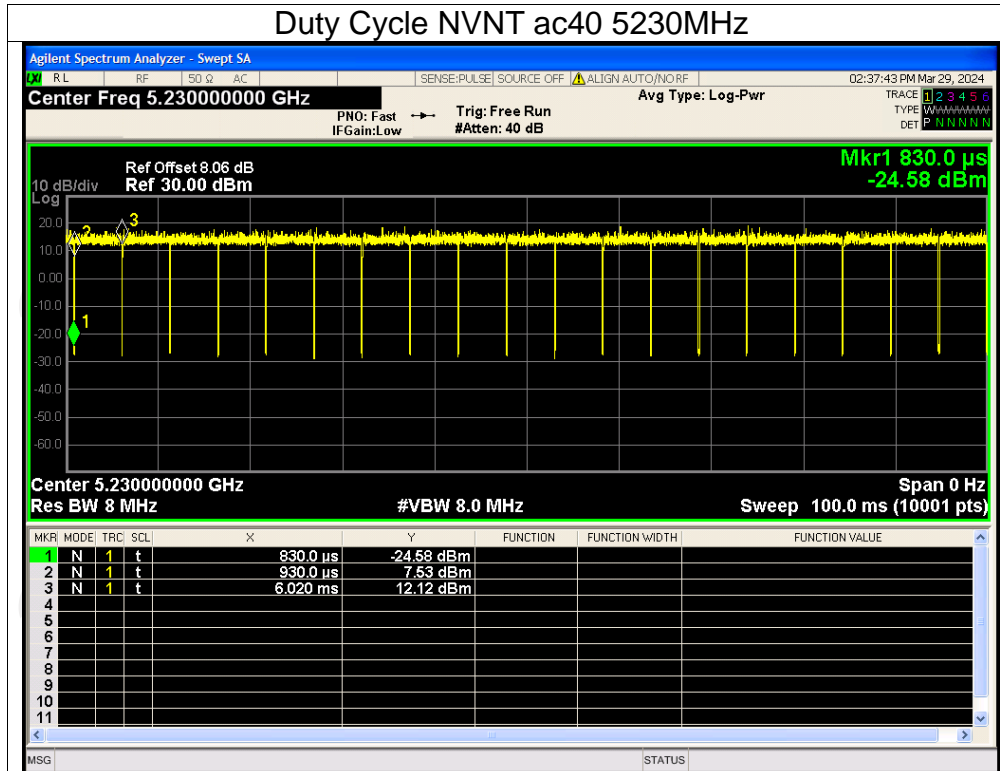 Duty Cycle NVNT ac40 5230MHz
Agilent Spectrum Analyzer - Swept SA
LXI RL RF 50 Ω AC SENSE:PULSE SOURCE OFF ALIGN AUTO/NO RF 02:37:43 PM Mar 29, 2024
Center Freq 5.230000000 GHz Avg Type: Log-Pwr TRACE 1 2 3 4 5 6
PNO: Fast Trig: Free Run TYPE WWWWWW
IFGain:Low #Atten: 40 dB DET P N N N N N
Mkr1 830.0 µs
Ref Offset 8.06 dB
-24.58 dBm
10 dB/div Ref 30.00 dBm
Log
20.0
10.0
0.00
-10.0
-20.0
-30.0
-40.0
-50.0
-60.0
2
3
1
Center 5.230000000 GHz Span 0 Hz
Res BW 8 MHz #VBW 8.0 MHz Sweep 100.0 ms (10001 pts)
MKR MODE TRC SCL X Y FUNCTION FUNCTION WIDTH FUNCTION VALUE
1 N 1 t 830.0 µs -24.58 dBm
2 N 1 t 930.0 µs 7.53 dBm
3 N 1 t 6.020 ms 12.12 dBm
4
5
6
7
8
9
10
11
MSG STATUS